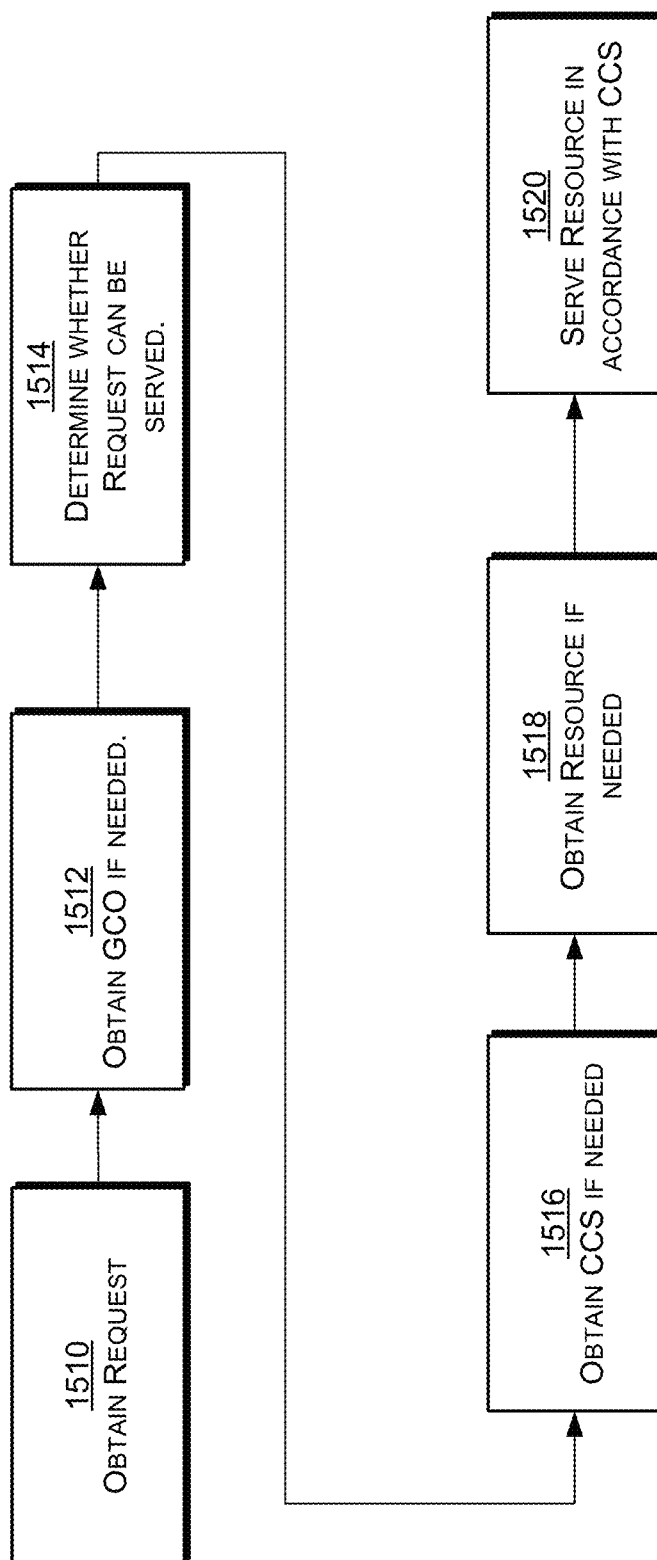 1510
OBTAIN REQUEST
1512
OBTAIN GCO IF NEEDED.
1514
DETERMINE WHETHER
REQUEST CAN BE
SERVED.
1516
OBTAIN CCS IF NEEDED
1518
OBTAIN RESOURCE IF
NEEDED
1520
SERVE RESOURCE IN
ACCORDANCE WITH CCS